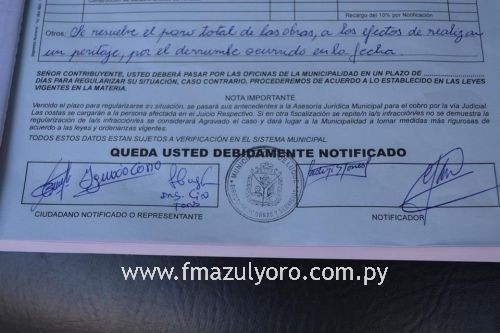 Recargo del 10% por Notificación
Otros: Se resuelve el paro total de las obras, a los efectos de realizar
un peritaje, por el derrumbe ocurrido en la fecha.
SEÑOR CONTRIBUYENTE, USTED DEBERÁ PASAR POR LAS OFICINAS DE LA MUNICIPALIDAD EN UN PLAZO DE
DÍAS PARA REGULARIZAR SU SITUACIÓN, CASO CONTRARIO, PROCEDEREMOS DE ACUERDO A LO ESTABLECIDO EN LAS LEYES
VIGENTES EN LA MATERIA.
NOTA IMPORTANTE
Vencido el plazo para regularizarse su situación, se pasará sus antecedentes a la Asesoría Jurídica Municipal para el cobro por la vía Judicial.
Las costas se cargarán a la persona afectada en el Juicio Respectivo. Si en otra fiscalización se repite/n la/s infracción/es o no se demuestra la
regularización de la/s infracción/es se considerará Agravado el caso y dará lugar a la Municipalidad a tomar medidas más rigurosas de
acuerdo a las leyes y ordenanzas vigentes.
TODOS ESTOS DATOS ESTAN SUJETOS A VERIFICACIÓN EN EL SISTEMA MUNICIPAL.
QUEDA USTED DEBIDAMENTE NOTIFICADO
CIUDADANO NOTIFICADO O REPRESENTANTE
NOTIFICADOR
www.fmazulyoro.com.py